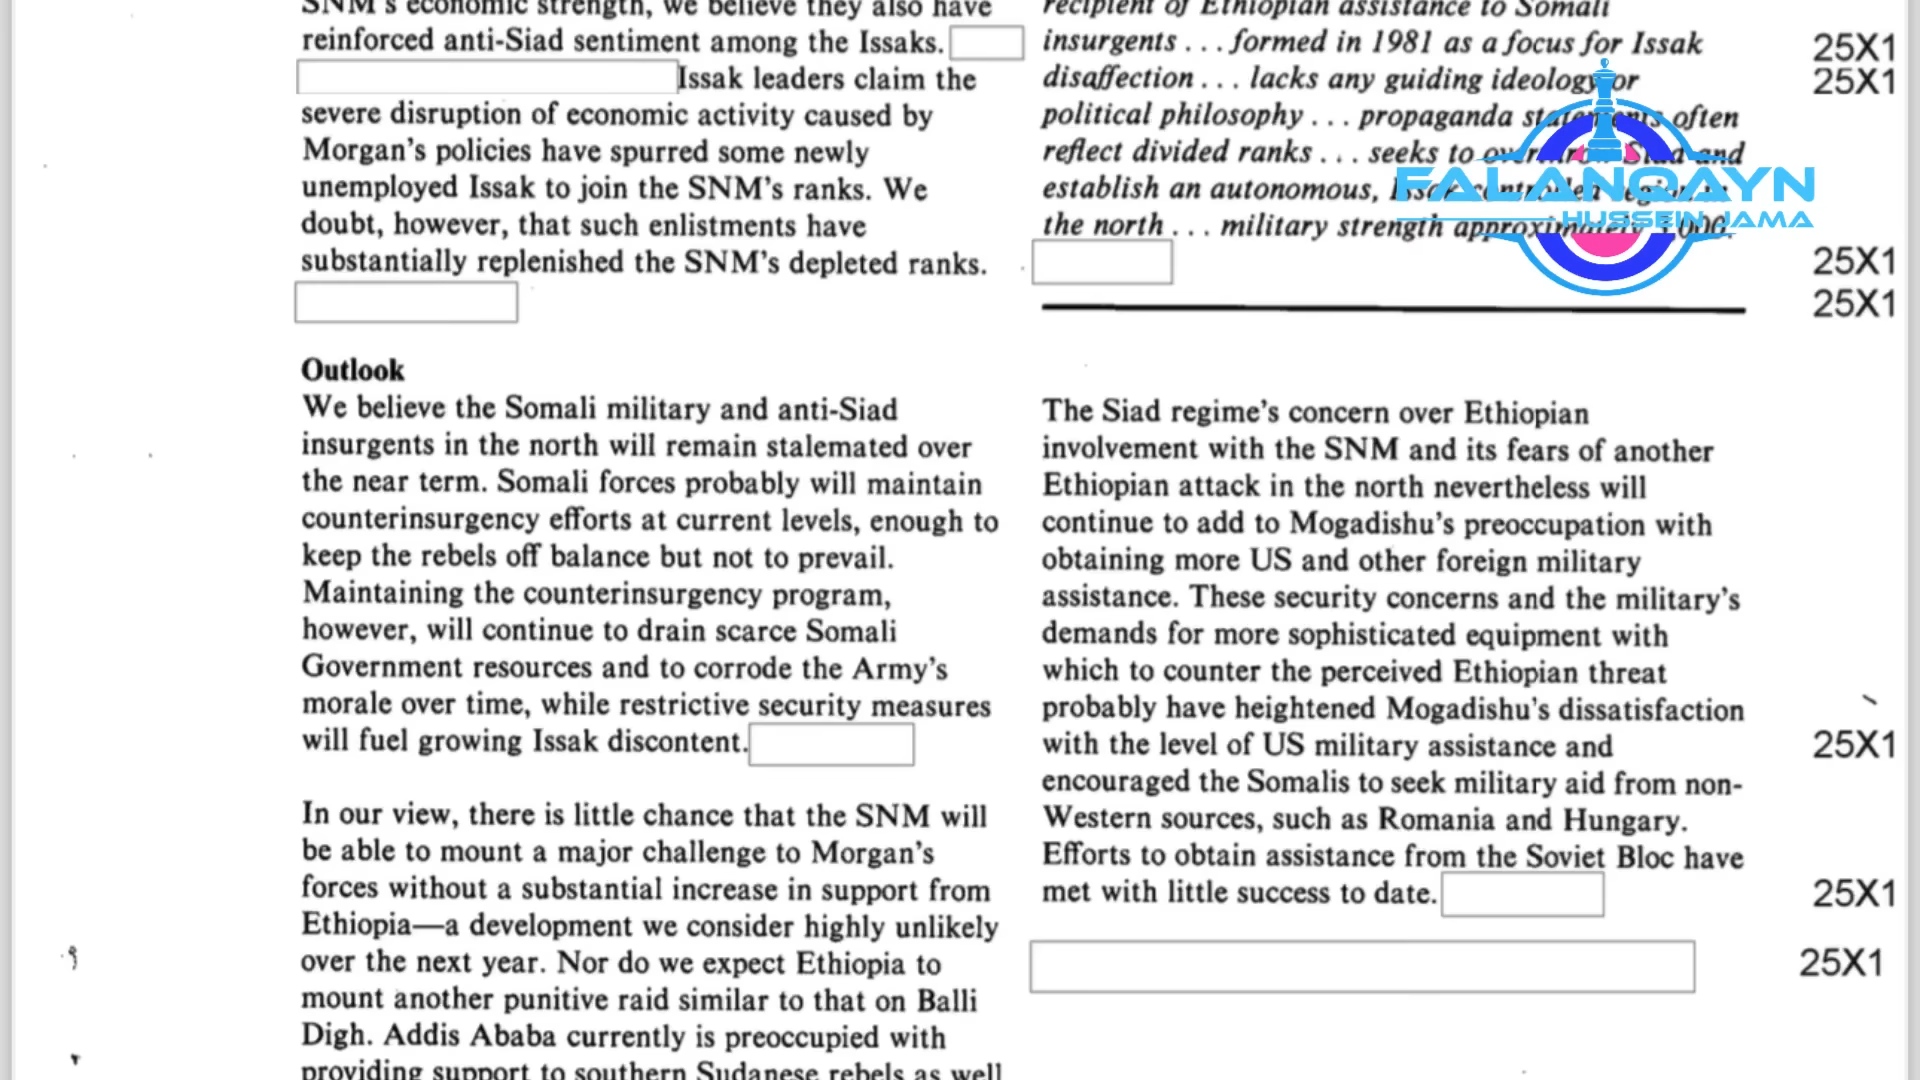 SNM's economic strength, we believe they also have
reinforced anti-Siad sentiment among the Issaks.
Issak leaders claim the
severe disruption of economic activity caused by
Morgan's policies have spurred some newly
unemployed Issak to join the SNM's ranks. We
doubt, however, that such enlistments have
substantially replenished the SNM's depleted ranks.
Outlook
We believe the Somali military and anti-Siad
insurgents in the north will remain stalemated over
the near term. Somali forces probably will maintain
counterinsurgency efforts at current levels, enough to
keep the rebels off balance but not to prevail.
Maintaining the counterinsurgency program,
however, will continue to drain scarce Somali
Government resources and to corrode the Army's
morale over time, while restrictive security measures
will fuel growing Issak discontent.
In our view, there is little chance that the SNM will
be able to mount a major challenge to Morgan's
forces without a substantial increase in support from
Ethiopia—a development we consider highly unlikely
over the next year. Nor do we expect Ethiopia to
mount another punitive raid similar to that on Balli
Digh. Addis Ababa currently is preoccupied with
providing support to southern Sudanese rebels as well
recipient of Ethiopian assistance to Somali
insurgents . . . formed in 1981 as a focus for Issak
disaffection . . . lacks any guiding ideology or
political philosophy . . . propaganda statements often
reflect divided ranks . . . seeks to overthrow Siad and
establish an autonomous, Issak-controlled region in
the north . . . military strength approximately
The Siad regime's concern over Ethiopian
involvement with the SNM and its fears of another
Ethiopian attack in the north nevertheless will
continue to add to Mogadishu's preoccupation with
obtaining more US and other foreign military
assistance. These security concerns and the military's
demands for more sophisticated equipment with
which to counter the perceived Ethiopian threat
probably have heightened Mogadishu's dissatisfaction
with the level of US military assistance and
encouraged the Somalis to seek military aid from non-
Western sources, such as Romania and Hungary.
Efforts to obtain assistance from the Soviet Bloc have
met with little success to date.
25X1
25X1
25X1
25X1
25X1
25X1
25X1
FALANQAYN
HUSSEIN JAMA